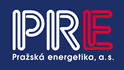 PRE
Pražská energetika, a. s.